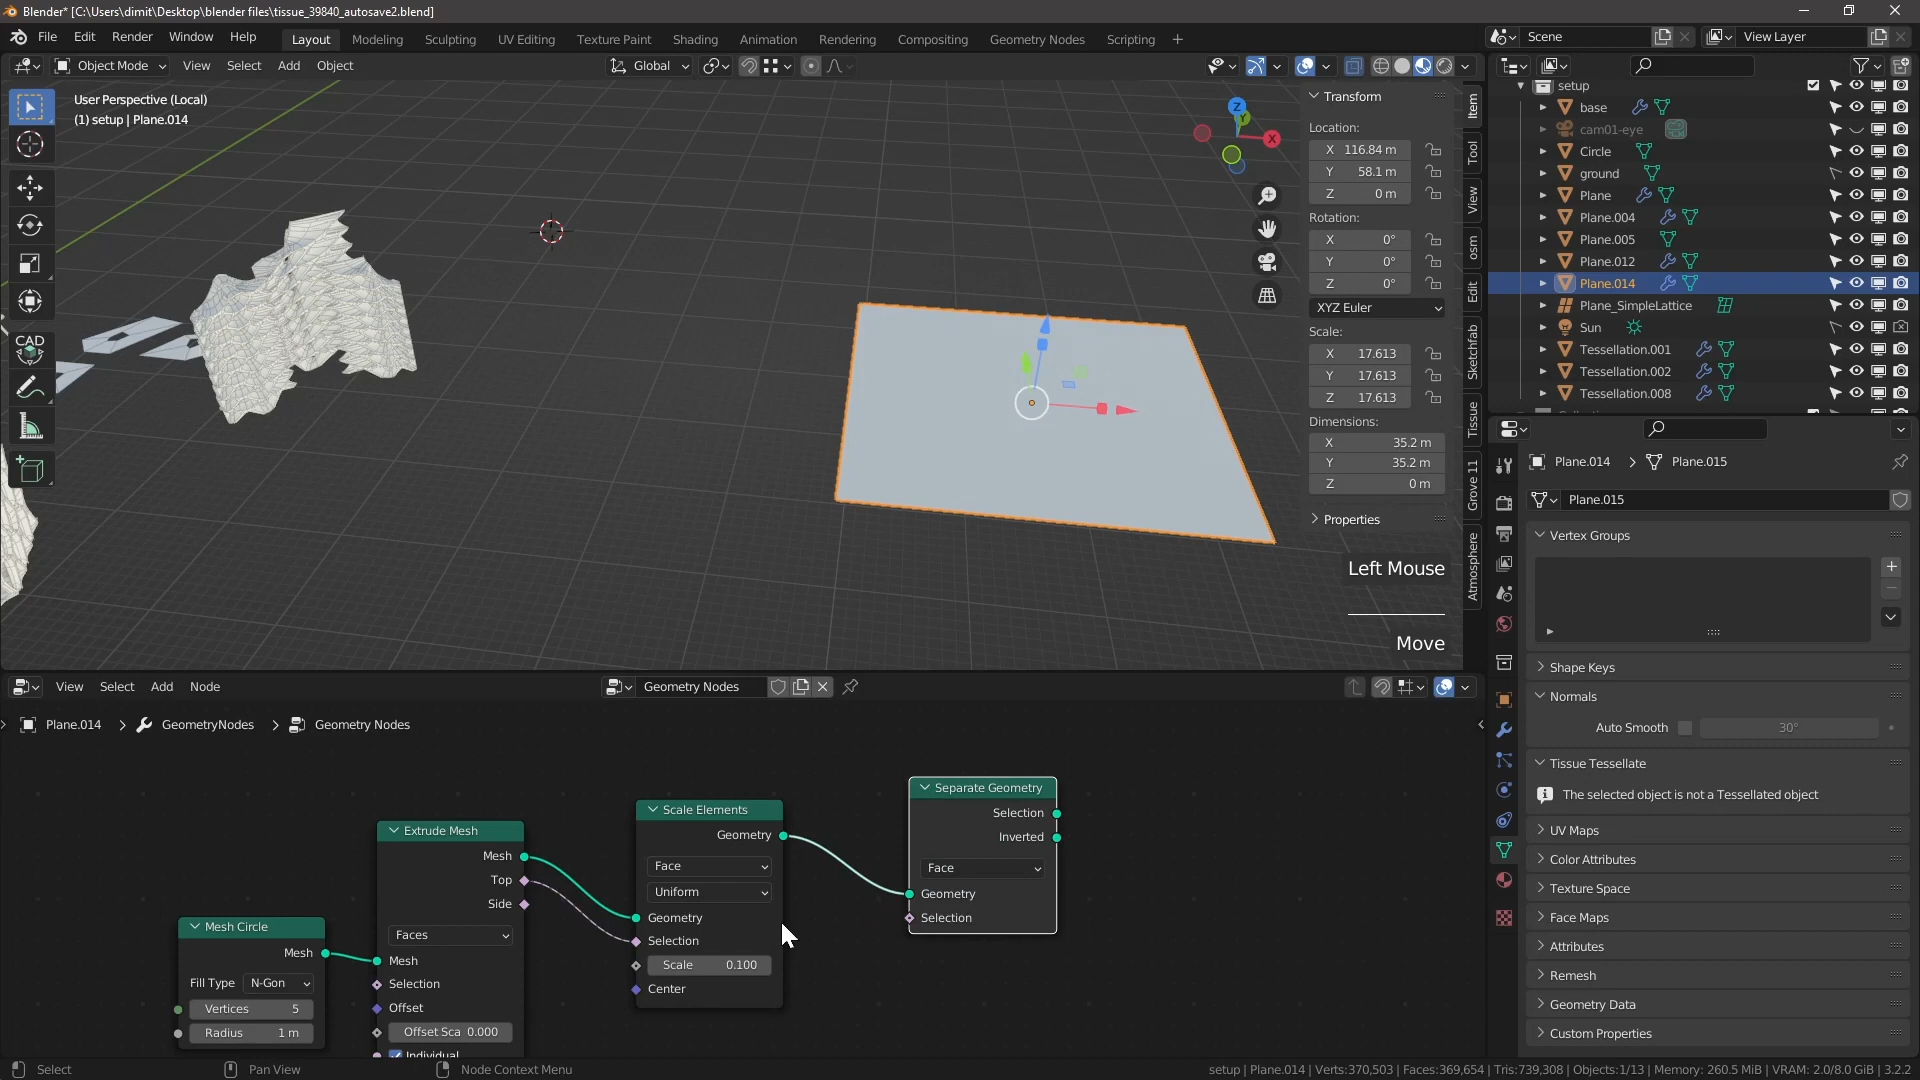 Blender* [C:\Users\dimit\Desktop\blender files\tissue_39840_autosave2.blend]
File Edit Render Window Help Layout Modeling Sculpting UV Editing Texture Paint Shading Animation Rendering Compositing Geometry Nodes Scripting + Scene View Layer
Object Mode View Select Add Object Global
User Perspective (Local)
(1) setup | Plane.014
Z
Y
X
CAD
Transform
Location:
X 116.84 m
Y 58.1 m
Z 0 m
Rotation:
X 0°
Y 0°
Z 0°
XYZ Euler
Scale:
X 17.613
Y 17.613
Z 17.613
Dimensions:
X 35.2 m
Y 35.2 m
Z 0 m
Properties
Left Mouse
Move
Item
Tool
View
osm
Edit
Sketchfab
Tissue
Grove 11
Atmosphere
setup
base
cam01-eye
Circle
ground
Plane
Plane.004
Plane.005
Plane.012
Plane.014
Plane_SimpleLattice
Sun
Tessellation.001
Tessellation.002
Tessellation.008
Plane.014 Plane.015
Plane.015
Vertex Groups
Shape Keys
Normals
Auto Smooth 30°
Tissue Tessellate
The selected object is not a Tessellated object
UV Maps
Color Attributes
Texture Space
Face Maps
Attributes
Remesh
Geometry Data
Custom Properties
View Select Add Node Geometry Nodes
Plane.014 GeometryNodes Geometry Nodes
Mesh Circle
Mesh
Fill Type N-Gon
Vertices 5
Radius 1 m
Extrude Mesh
Mesh
Top
Side
Faces
Mesh
Selection
Offset
Offset Sca 0.000
Individual
Scale Elements
Geometry
Face
Uniform
Geometry
Selection
Scale 0.100
Center
Separate Geometry
Selection
Inverted
Face
Geometry
Selection
Select Pan View Node Context Menu setup | Plane.014 | Verts:370,503 | Faces:369,654 | Tris:739,308 | Objects:1/13 | Memory: 260.5 MiB | VRAM: 2.0/8.0 GiB | 3.2.2